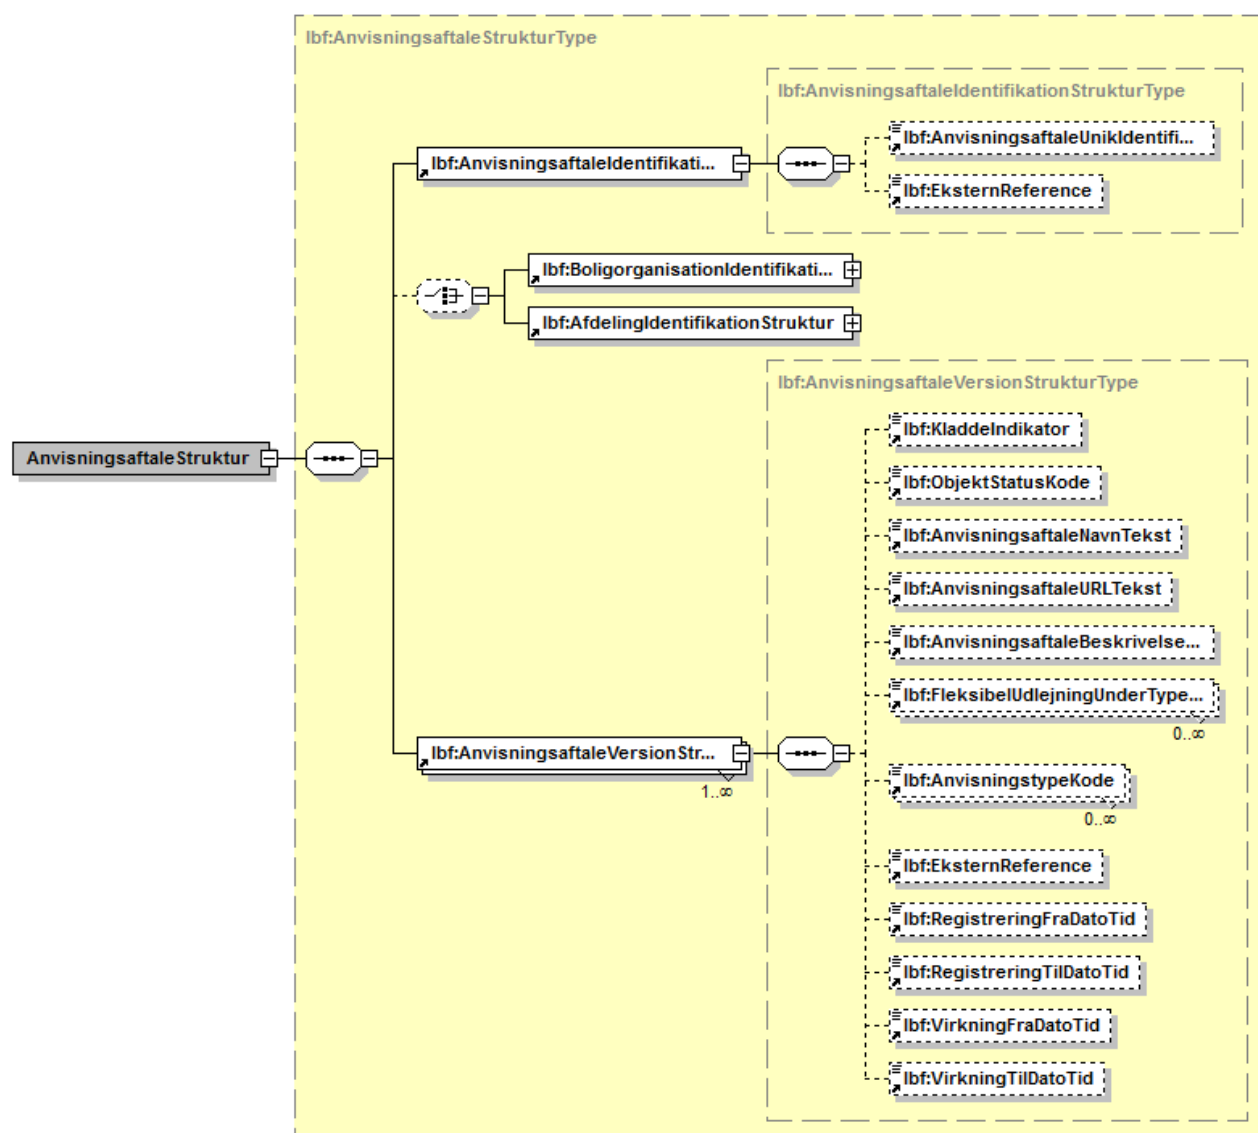 lbf:AnvisningsaftaleStrukturType
lbf:AnvisningsaftaleIdentifikationStrukturType
lbf:AnvisningsaftaleUnikIdentifi...
lbf:AnvisningsaftaleIdentifikati...
lbf:EksternReference
lbf:BoligorganisationIdentifikati...
lbf:AfdelingIdentifikationStruktur
lbf:AnvisningsaftaleVersionStrukturType
lbf:KladdeIndikator
AnvisningsaftaleStruktur
lbf:ObjektStatusKode
lbf:AnvisningsaftaleNavnTekst
lbf:AnvisningsaftaleURLTekst
lbf:AnvisningsaftaleBeskrivelse...
lbf:FleksibelUdlejningUnderType...
0..∞
lbf:AnvisningsaftaleVersionStr...
1..∞
lbf:AnvisningstypeKode
0..∞
lbf:EksternReference
lbf:RegistreringFraDatoTid
lbf:RegistreringTilDatoTid
lbf:VirkningFraDatoTid
lbf:VirkningTilDatoTid